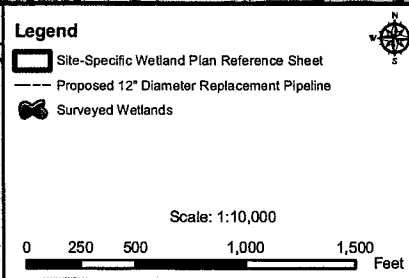 Legend
N
W
S
Site-Specific Wetland Plan Reference Sheet
Proposed 12" Diameter Replacement Pipeline
Surveyed Wetlands
Scale: 1:10,000
0 250 500 1,000 1,500
Feet